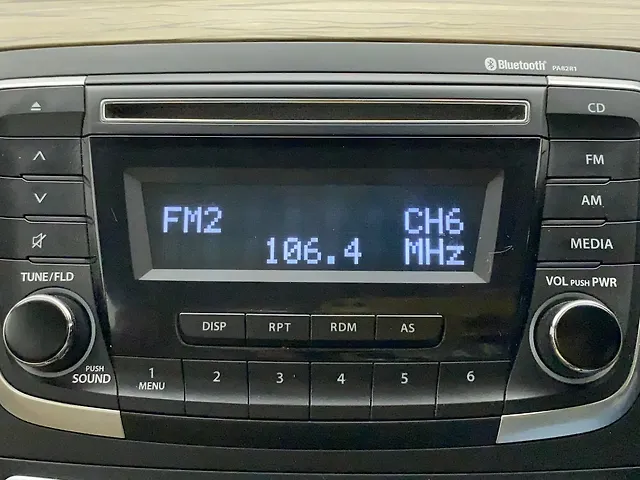 Bluetooth PA8261
CD
FM
AM
MEDIA
FM2 CH6
106.4 MHz
TUNE/FLD
VOL PUSH PWR
DISP RPT RDM AS
PUSH SOUND
1 MENU 2 3 4 5 6